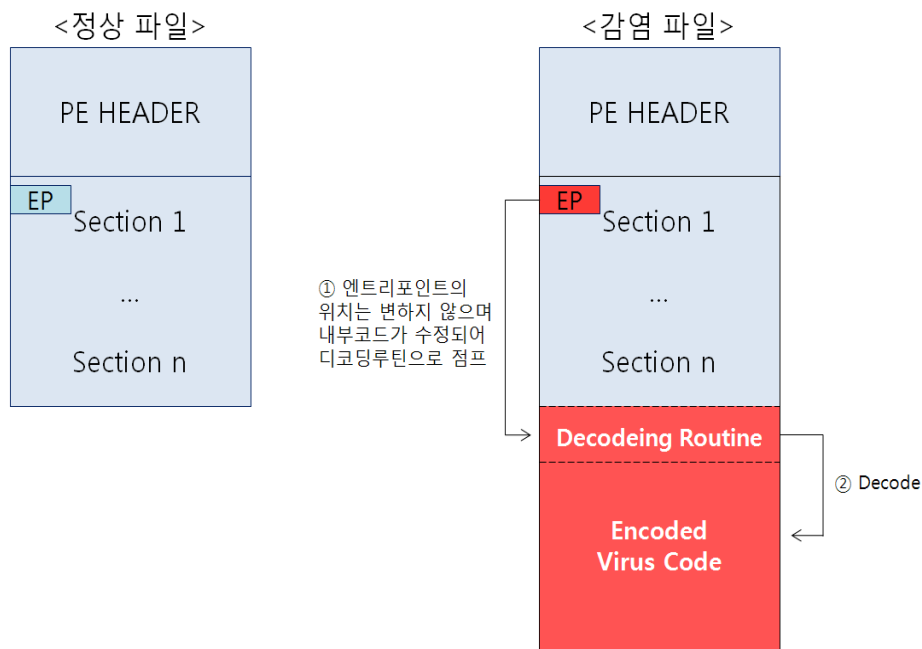 <정상 파일>
PE HEADER
EP
Section 1
...
Section n
<감염 파일>
PE HEADER
EP
Section 1
...
Section n
① 엔트리포인트의
위치는 변하지 않으며
내부코드가 수정되어
디코딩루틴으로 점프
Decodeing Routine
② Decode
Encoded
Virus Code